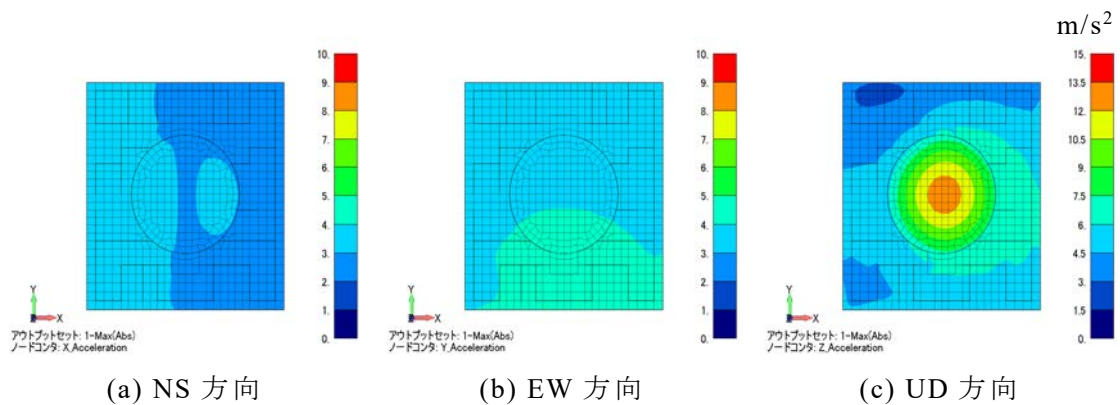 m/s²
10.
9.
8.
7.
6.
5.
4.
3.
2.
1.
0.
Y
Z X
アウトプットセット: 1-Max(Abs)
ノードコンタ: X_Acceleration
(a) NS 方向
10.
9.
8.
7.
6.
5.
4.
3.
2.
1.
0.
Y
Z X
アウトプットセット: 1-Max(Abs)
ノードコンタ: Y_Acceleration
(b) EW 方向
15.
13.5
12.
10.5
9.
7.5
6.
4.5
3.
1.5
0.
Y
Z X
アウトプットセット: 1-Max(Abs)
ノードコンタ: Z_Acceleration
(c) UD 方向